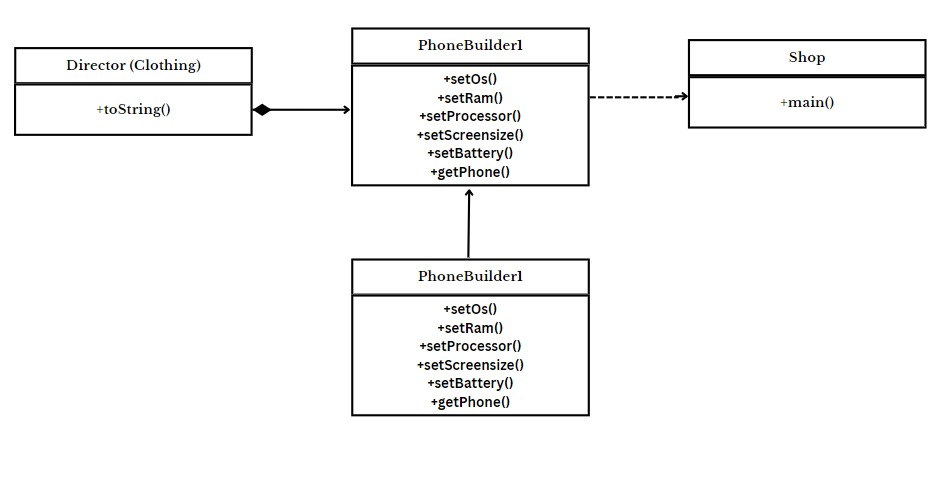 Director (Clothing)
+toString()
PhoneBuilder1
+setOs()
+setRam()
+setProcessor()
+setScreensize()
+setBattery()
+getPhone()
Shop
+main()
PhoneBuilder1
+setOs()
+setRam()
+setProcessor()
+setScreensize()
+setBattery()
+getPhone()